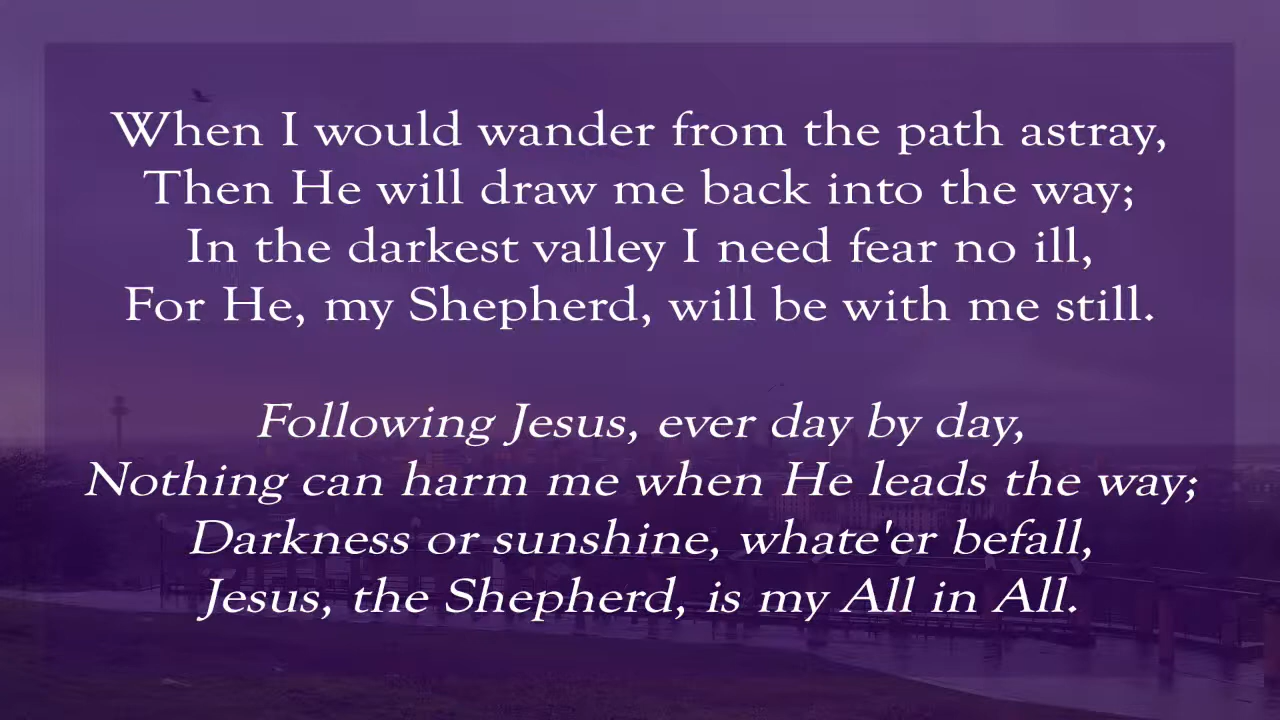 When I would wander from the path astray,
Then He will draw me back into the way;
In the darkest valley I need fear no ill,
For He, my Shepherd, will be with me still.
Following Jesus, ever day by day,
Nothing can harm me when He leads the way;
Darkness or sunshine, whate'er befall,
Jesus, the Shepherd, is my All in All.